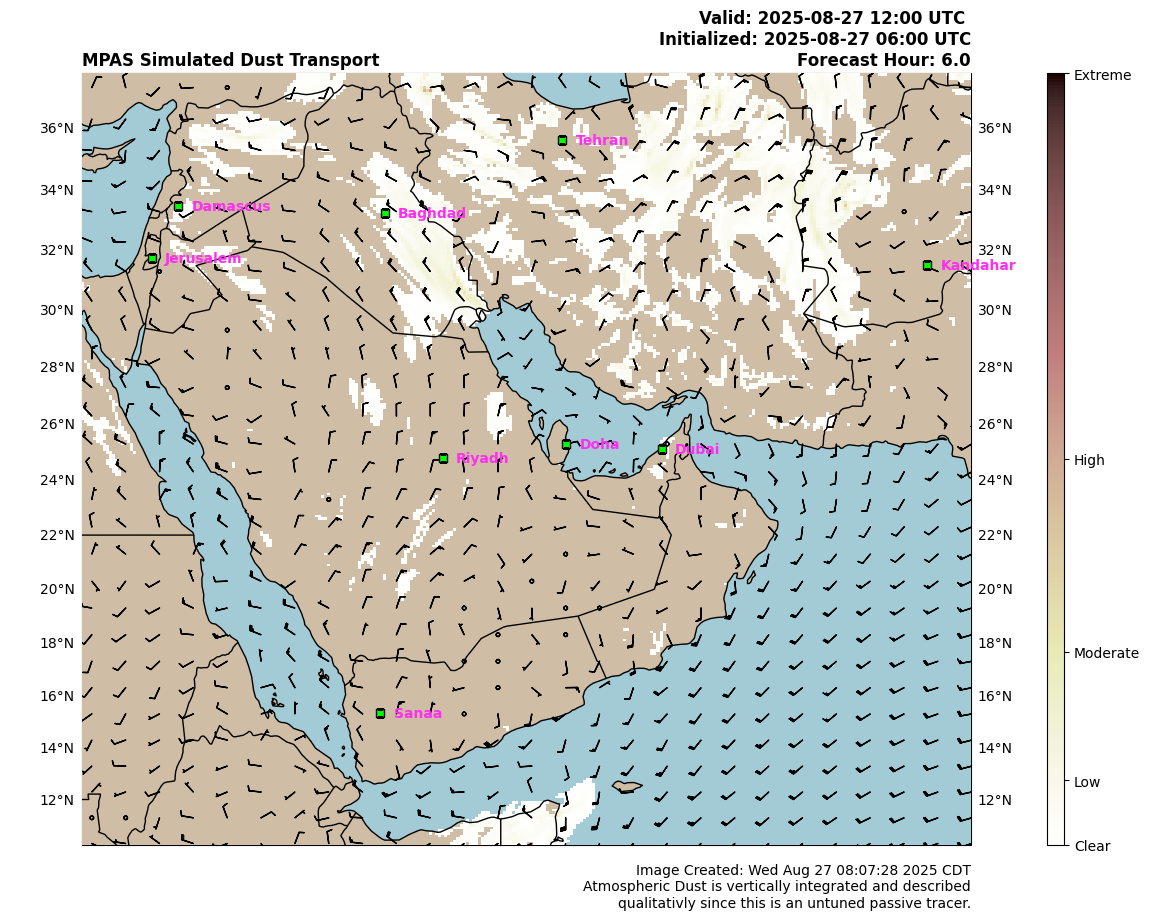 Valid: 2025-08-27 12:00 UTC
Initialized: 2025-08-27 06:00 UTC
MPAS Simulated Dust Transport
Forecast Hour: 6.0
Extreme
36°N
Tehran
36°N
34°N
34°N
Damascus
Baghdad
32°N
32°N
Jerusalem
Kandahar
30°N
30°N
28°N
28°N
26°N
26°N
Doha
Dubai
Riyadh
High
24°N
24°N
22°N
22°N
20°N
20°N
18°N
18°N
Moderate
16°N
16°N
Sanaa
14°N
14°N
Low
12°N
12°N
Clear
Image Created: Wed Aug 27 08:07:28 2025 CDT
Atmospheric Dust is vertically integrated and described
qualitativly since this is an untuned passive tracer.